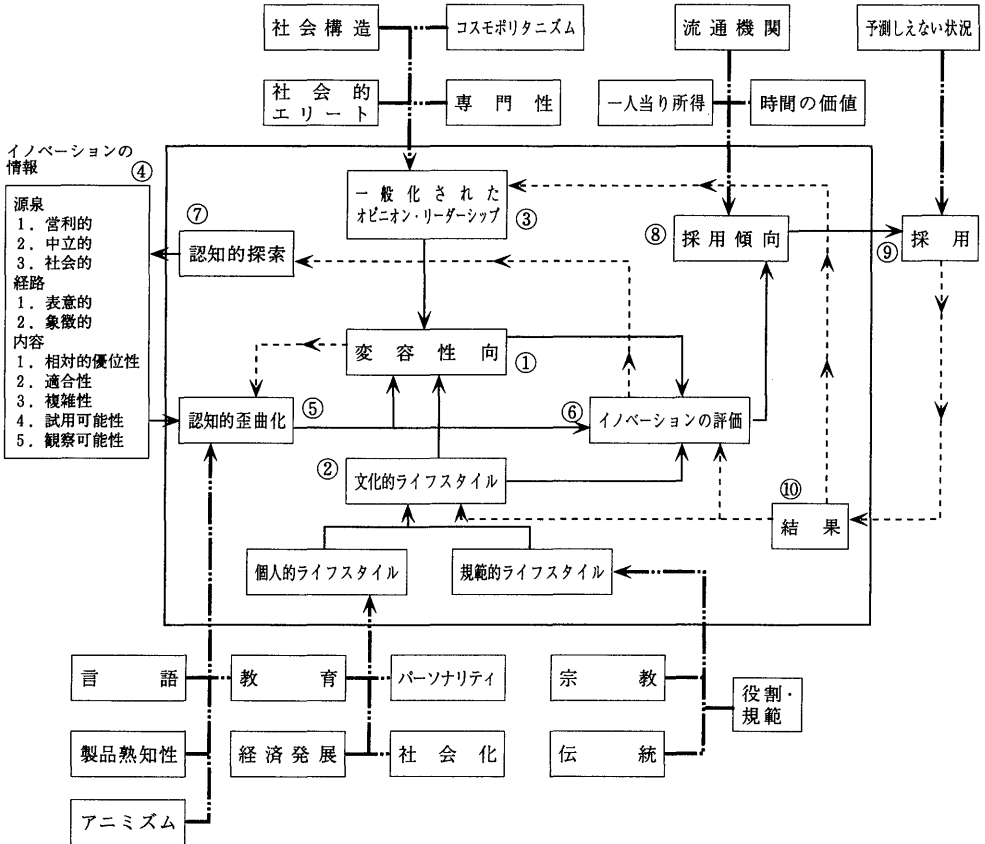 社会構造
コスモポリタニズム
流通機関
予測しえない状況
社会的
エリート
専門性
一人当り所得
時間の価値
イノベーションの
情報
④
源泉
1．営利的
2．中立的
3．社会的
経路
1．表意的
2．象徴的
内容
1．相対的優位性
2．適合性
3．複雑性
4．試用可能性
5．観察可能性
一般化された
オピニオン・リーダーシップ
③
⑦
認知的探索
⑧
採用傾向
⑨
採用
変容性向
①
認知的歪曲化
⑤
⑥
イノベーションの評価
②
文化的ライフスタイル
⑩
結果
個人的ライフスタイル
規範的ライフスタイル
言語
教育
パーソナリティ
宗教
役割・
規範
製品熟知性
経済発展
社会化
伝統
アニミズム